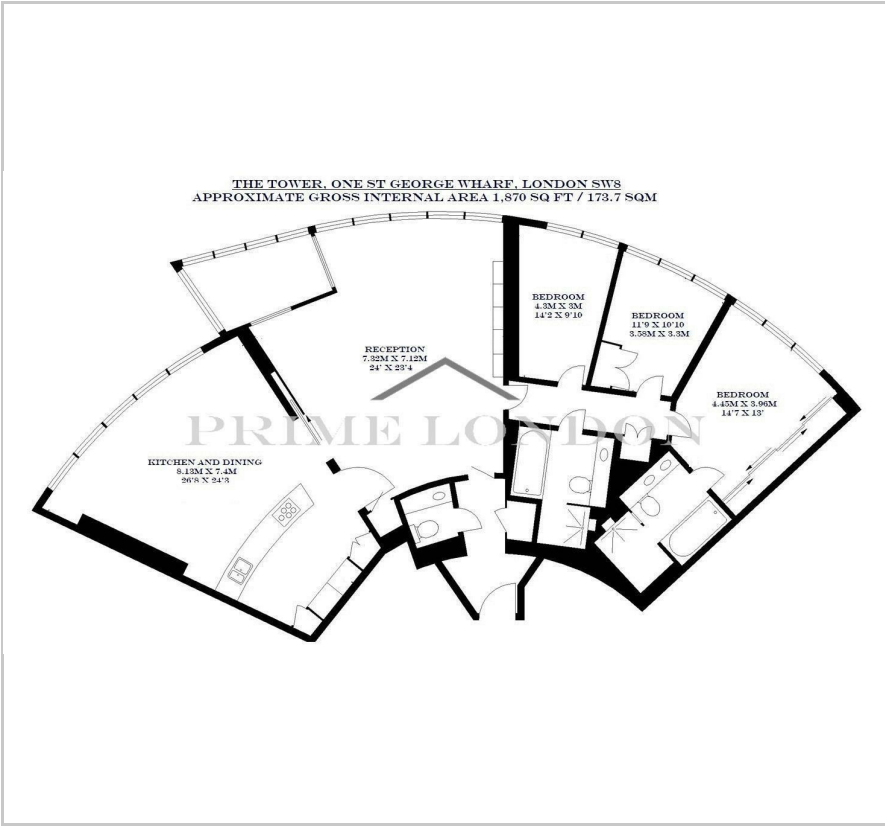 THE TOWER, ONE ST GEORGE WHARF, LONDON SW8
APPROXIMATE GROSS INTERNAL AREA 1,870 SQ FT / 173.7 SQM
BEDROOM
4.3M X 3M
14'2 X 9'10
BEDROOM
11'9 X 10'10
3.58M X 3.3M
RECEPTION
7.32M X 7.12M
24' X 23'4
BEDROOM
4.45M X 3.96M
14'7 X 13'
PRIME LONDON
KITCHEN AND DINING
8.13M X 7.4M
26'8 X 24'3